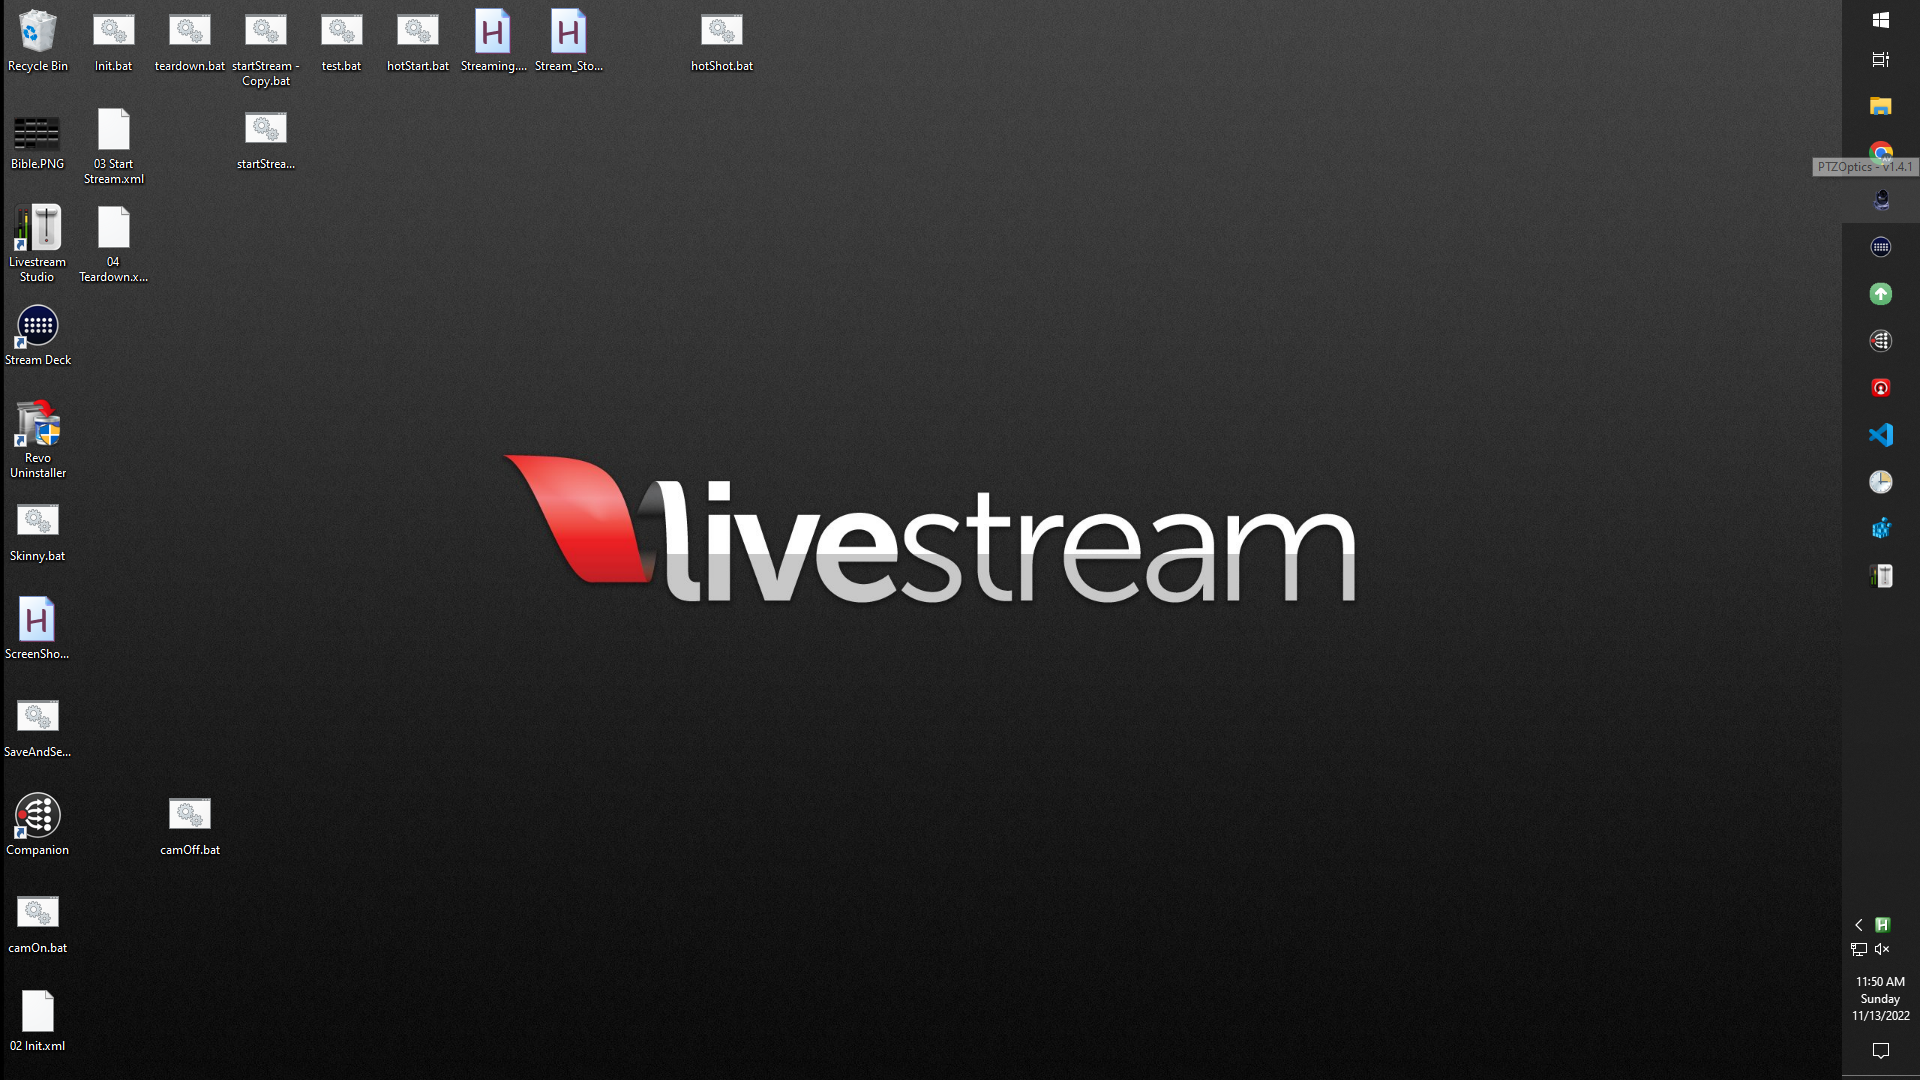 Recycle Bin
Init.bat
teardown.bat
startStream -
Copy.bat
test.bat
hotStart.bat
Streaming....
Stream_Sto...
hotShot.bat
Bible.PNG
03 Start
Stream.xml
startStrea...
PTZOptics - v1.4.1
Livestream
Studio
04
Teardown.x...
Stream Deck
Revo
Uninstaller
livestream
Skinny.bat
ScreenSho...
SaveAndSe...
Companion
camOff.bat
camOn.bat
02 Init.xml
11:50 AM
Sunday
11/13/2022